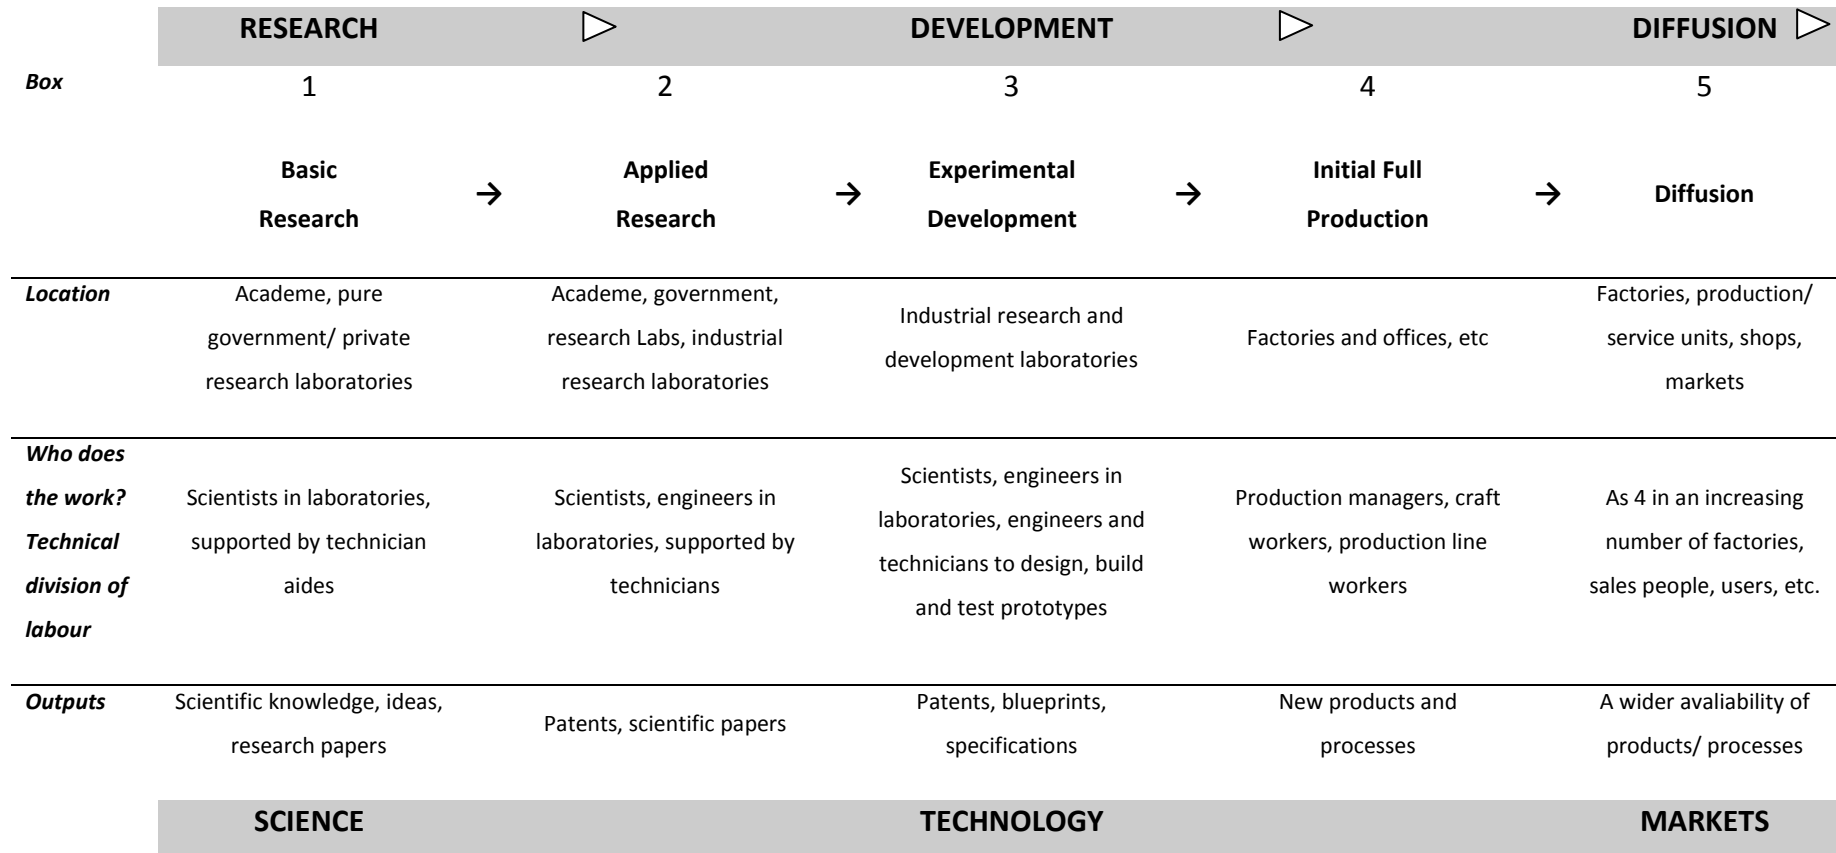 RESEARCH ▷ DEVELOPMENT ▷ DIFFUSION ▷
Box 1 2 3 4 5
Basic
Research
→
Applied
Research
→
Experimental
Development
→
Initial Full
Production
→
Diffusion
Location
Academe, pure
government/ private
research laboratories
Academe, government,
research Labs, industrial
research laboratories
Industrial research and
development laboratories
Factories and offices, etc
Factories, production/
service units, shops,
markets
Who does
the work?
Technical
division of
labour
Scientists in laboratories,
supported by technician
aides
Scientists, engineers in
laboratories, supported by
technicians
Scientists, engineers in
laboratories, engineers and
technicians to design, build
and test prototypes
Production managers, craft
workers, production line
workers
As 4 in an increasing
number of factories,
sales people, users, etc.
Outputs
Scientific knowledge, ideas,
research papers
Patents, scientific papers
Patents, blueprints,
specifications
New products and
processes
A wider avaliability of
products/ processes
SCIENCE TECHNOLOGY MARKETS